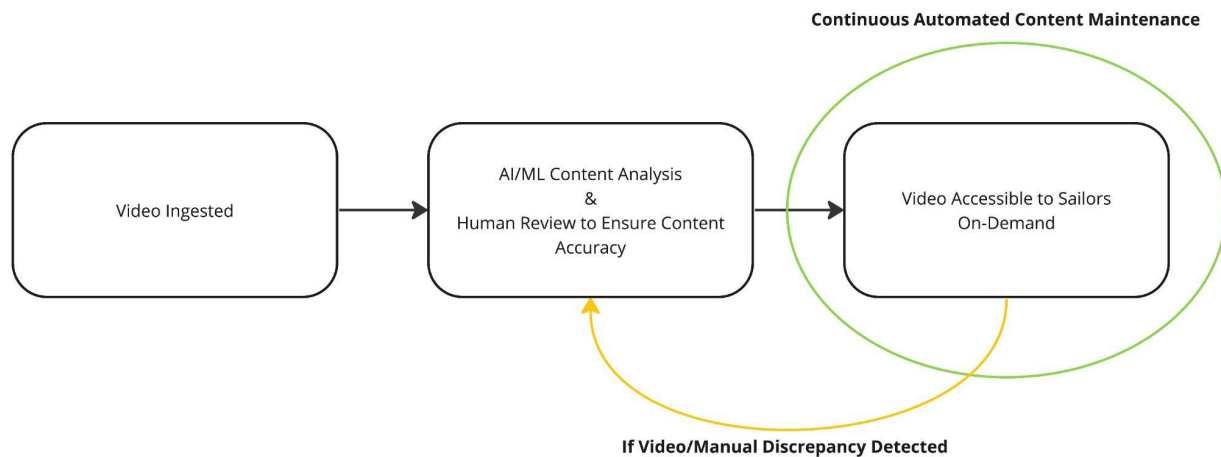 Continuous Automated Content Maintenance
Video Ingested
AI/ML Content Analysis
&
Human Review to Ensure Content
Accuracy
Video Accessible to Sailors
On-Demand
If Video/Manual Discrepancy Detected